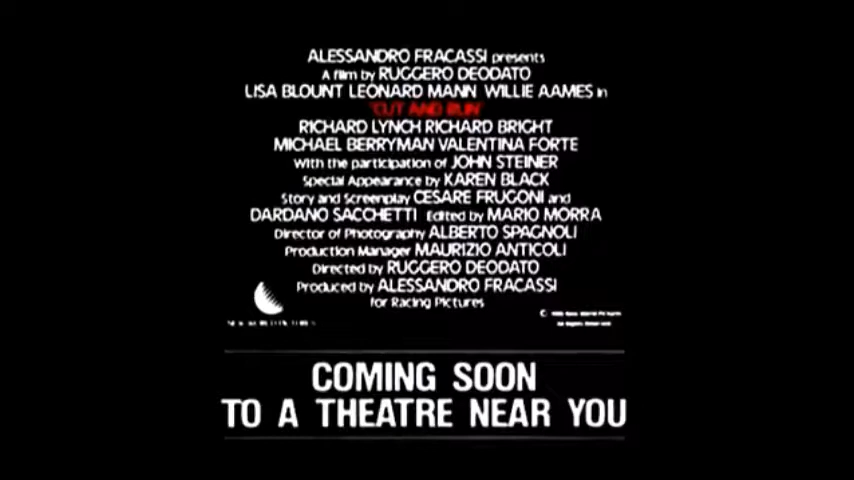 ALESSANDRO FRACASSI presents
A film by RUGGERO DEODATO
LISA BLOUNT LEONARD MANN WILLIE AAMES in
"CUT AND RUN"
RICHARD LYNCH RICHARD BRIGHT
MICHAEL BERRYMAN VALENTINA FORTE
With the participation of JOHN STEINER
Special Appearance by KAREN BLACK
Story and Screenplay CESARE FRUGONI and
DARDANO SACCHETTI Edited by MARIO MORRA
Director of Photography ALBERTO SPAGNOLI
Production Manager MAURIZIO ANTICOLI
Directed by RUGGERO DEODATO
Produced by ALESSANDRO FRACASSI
for Racing Pictures
COMING SOON
TO A THEATRE NEAR YOU